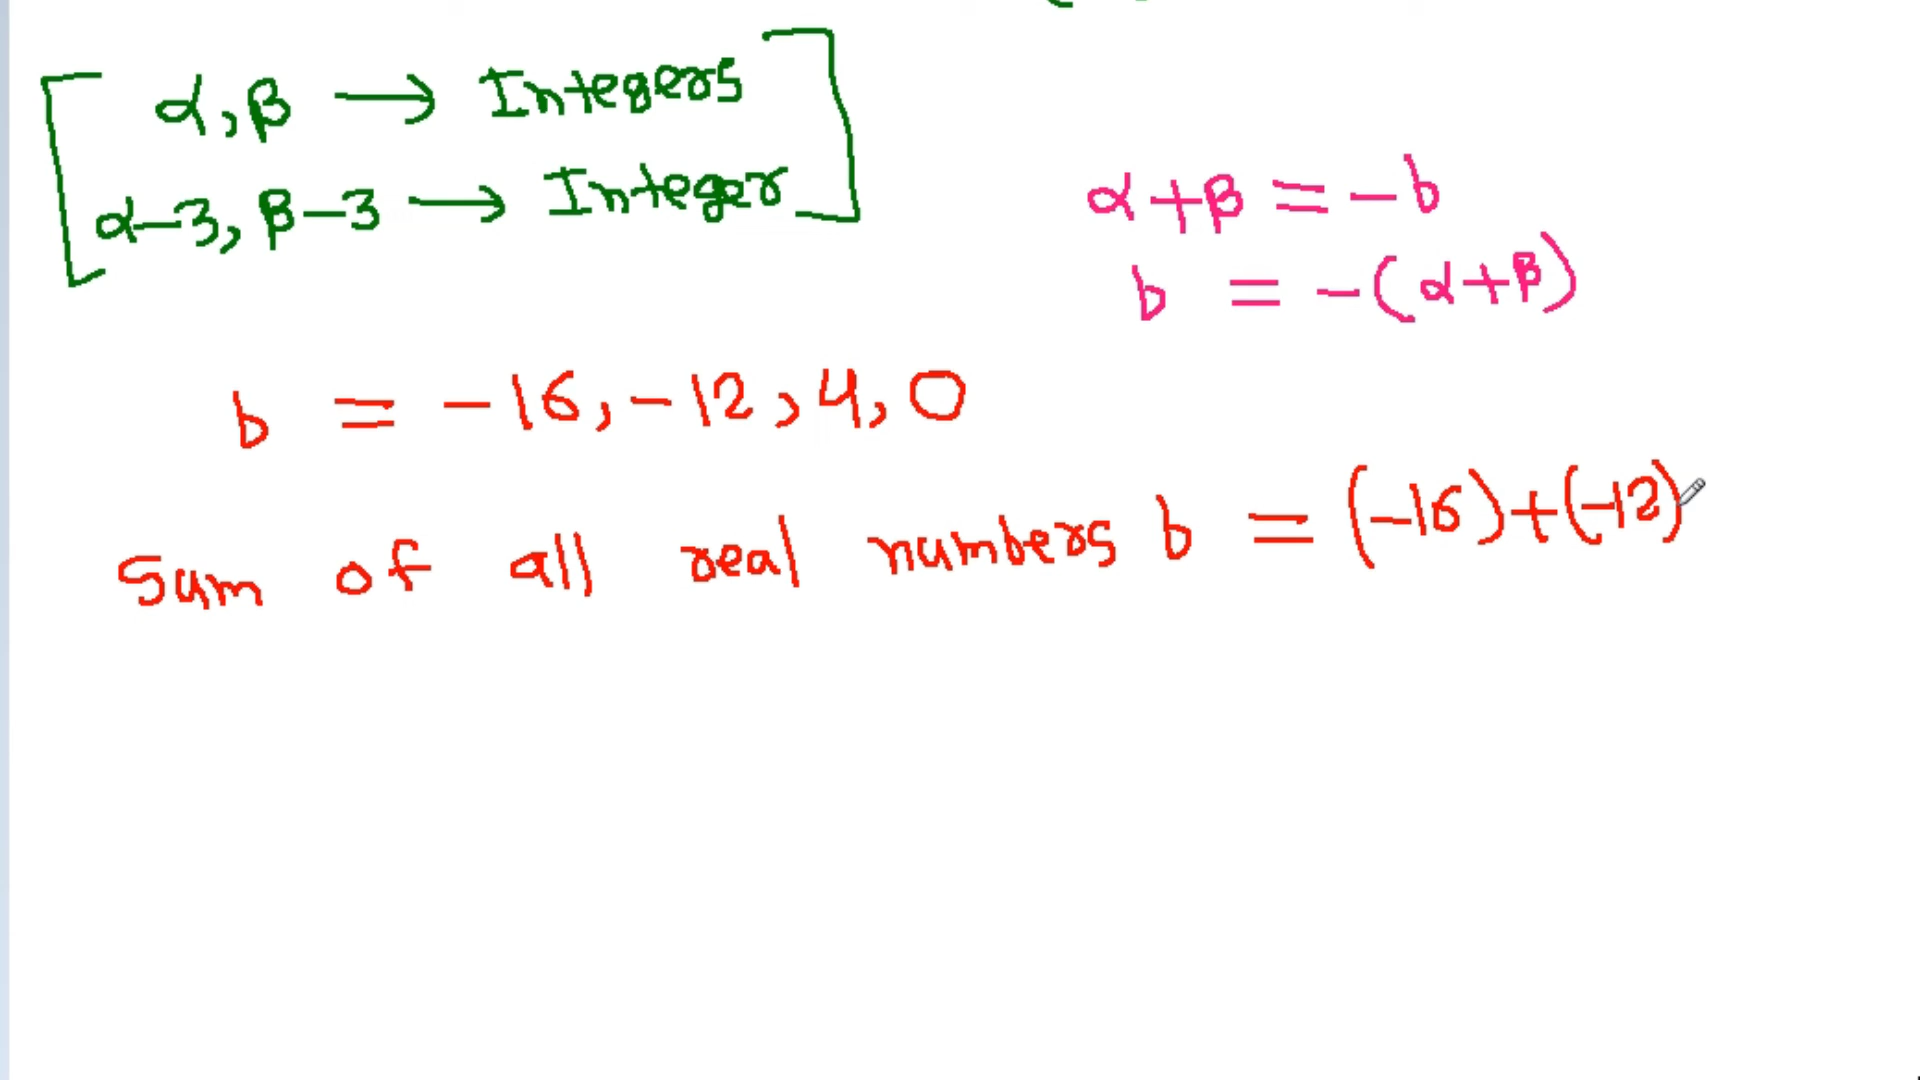 α, β → Integers
α-3, β-3 → Integer
α+β = -b
b = -(α+β)
b = -16, -12, 4, 0
Sum of all real numbers b = (-16)+(-12)